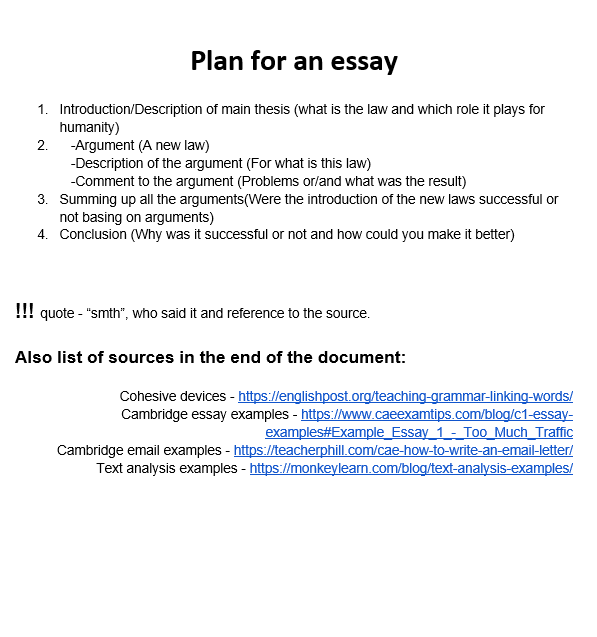 Plan for an essay
1. Introduction/Description of main thesis (what is the law and which role it plays for
humanity)
2. -Argument (A new law)
-Description of the argument (For what is this law)
-Comment to the argument (Problems or/and what was the result)
3. Summing up all the arguments(Were the introduction of the new laws successful or
not basing on arguments)
4. Conclusion (Why was it successful or not and how could you make it better)
!!! quote - “smth”, who said it and reference to the source.
Also list of sources in the end of the document:
Cohesive devices - https://englishpost.org/teaching-grammar-linking-words/
Cambridge essay examples - https://www.caeexamtips.com/blog/c1-essay-
examples#Example_Essay_1_-_Too_Much_Traffic
Cambridge email examples - https://teacherphill.com/cae-how-to-write-an-email-letter/
Text analysis examples - https://monkeylearn.com/blog/text-analysis-examples/